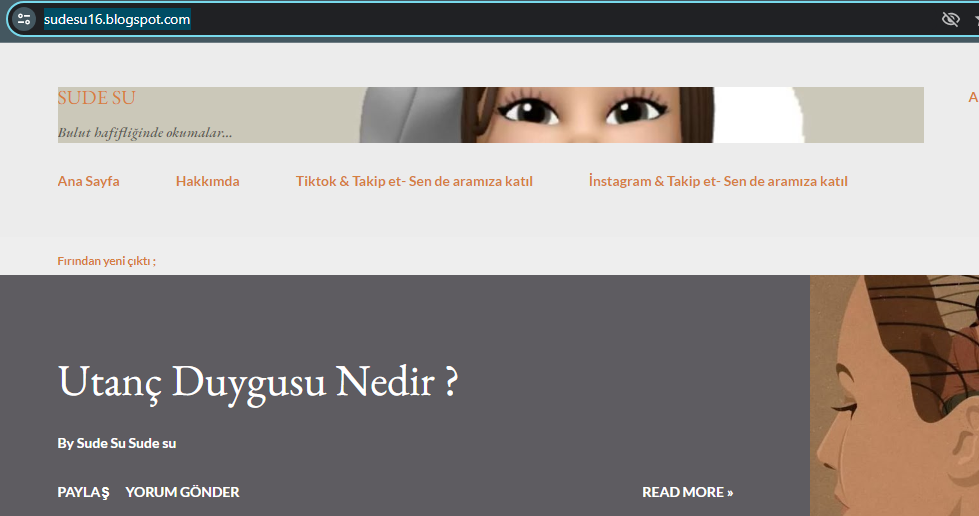 sudesu16.blogspot.com
SUDE SU
Bulut hafifliğinde okumalar...
Ana Sayfa Hakkımda Tiktok & Takip et- Sen de aramıza katıl İnstagram & Takip et- Sen de aramıza katıl
Fırından yeni çıktı ;
Utanç Duygusu Nedir ?
By Sude Su Sude su
PAYLAŞ YORUM GÖNDER READ MORE »